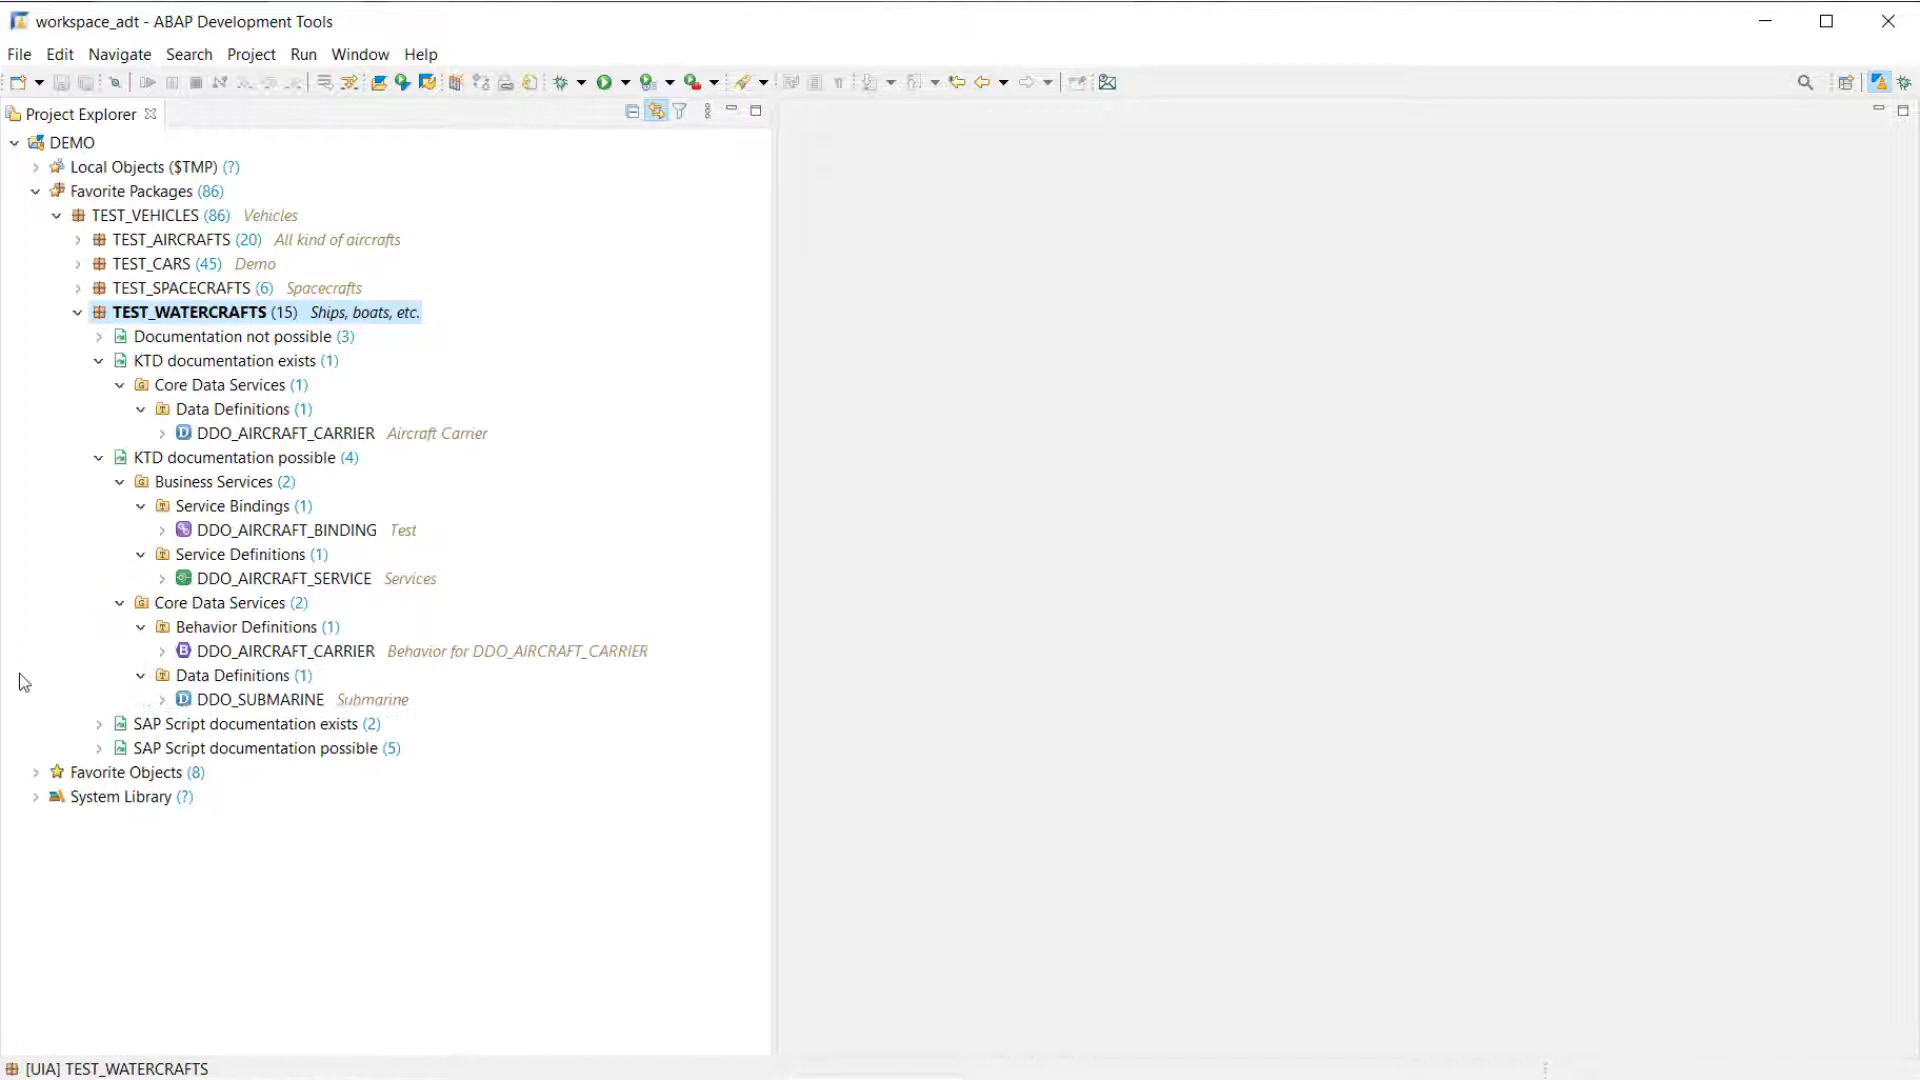 workspace_adt - ABAP Development Tools
File Edit Navigate Search Project Run Window Help
Project Explorer
DEMO
Local Objects ($TMP) (?)
Favorite Packages (86)
TEST_VEHICLES (86) Vehicles
TEST_AIRCRAFTS (20) All kind of aircrafts
TEST_CARS (45) Demo
TEST_SPACECRAFTS (6) Spacecrafts
TEST_WATERCRAFTS (15) Ships, boats, etc.
Documentation not possible (3)
KTD documentation exists (1)
Core Data Services (1)
Data Definitions (1)
DDO_AIRCRAFT_CARRIER Aircraft Carrier
KTD documentation possible (4)
Business Services (2)
Service Bindings (1)
DDO_AIRCRAFT_BINDING Test
Service Definitions (1)
DDO_AIRCRAFT_SERVICE Services
Core Data Services (2)
Behavior Definitions (1)
DDO_AIRCRAFT_CARRIER Behavior for DDO_AIRCRAFT_CARRIER
Data Definitions (1)
DDO_SUBMARINE Submarine
SAP Script documentation exists (2)
SAP Script documentation possible (5)
Favorite Objects (8)
System Library (?)
[UIA] TEST_WATERCRAFTS